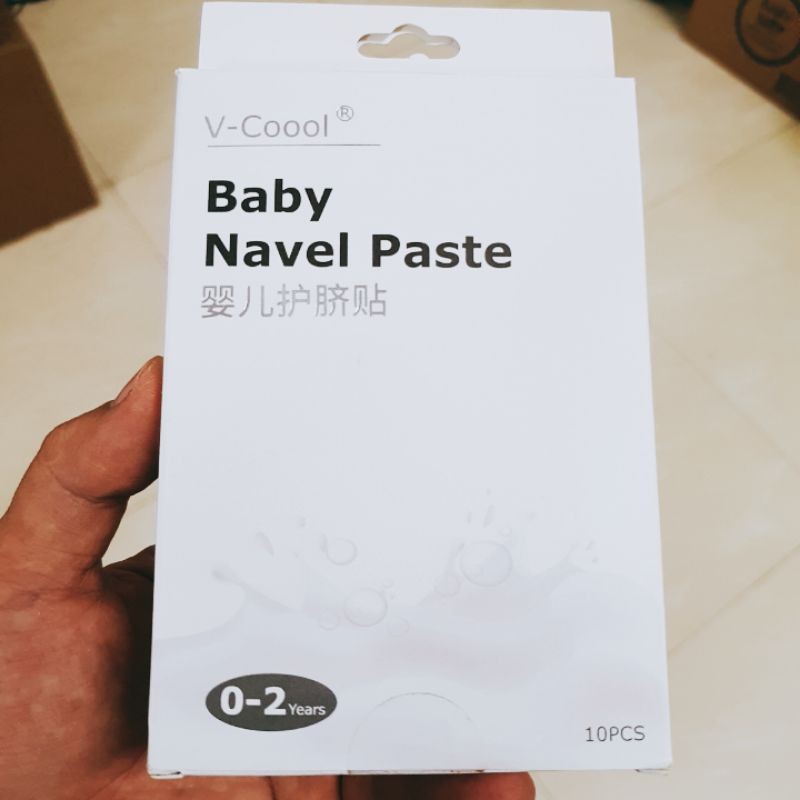 V-Coool®
Baby
Navel Paste
婴儿护脐贴
0-2 Years
10PCS